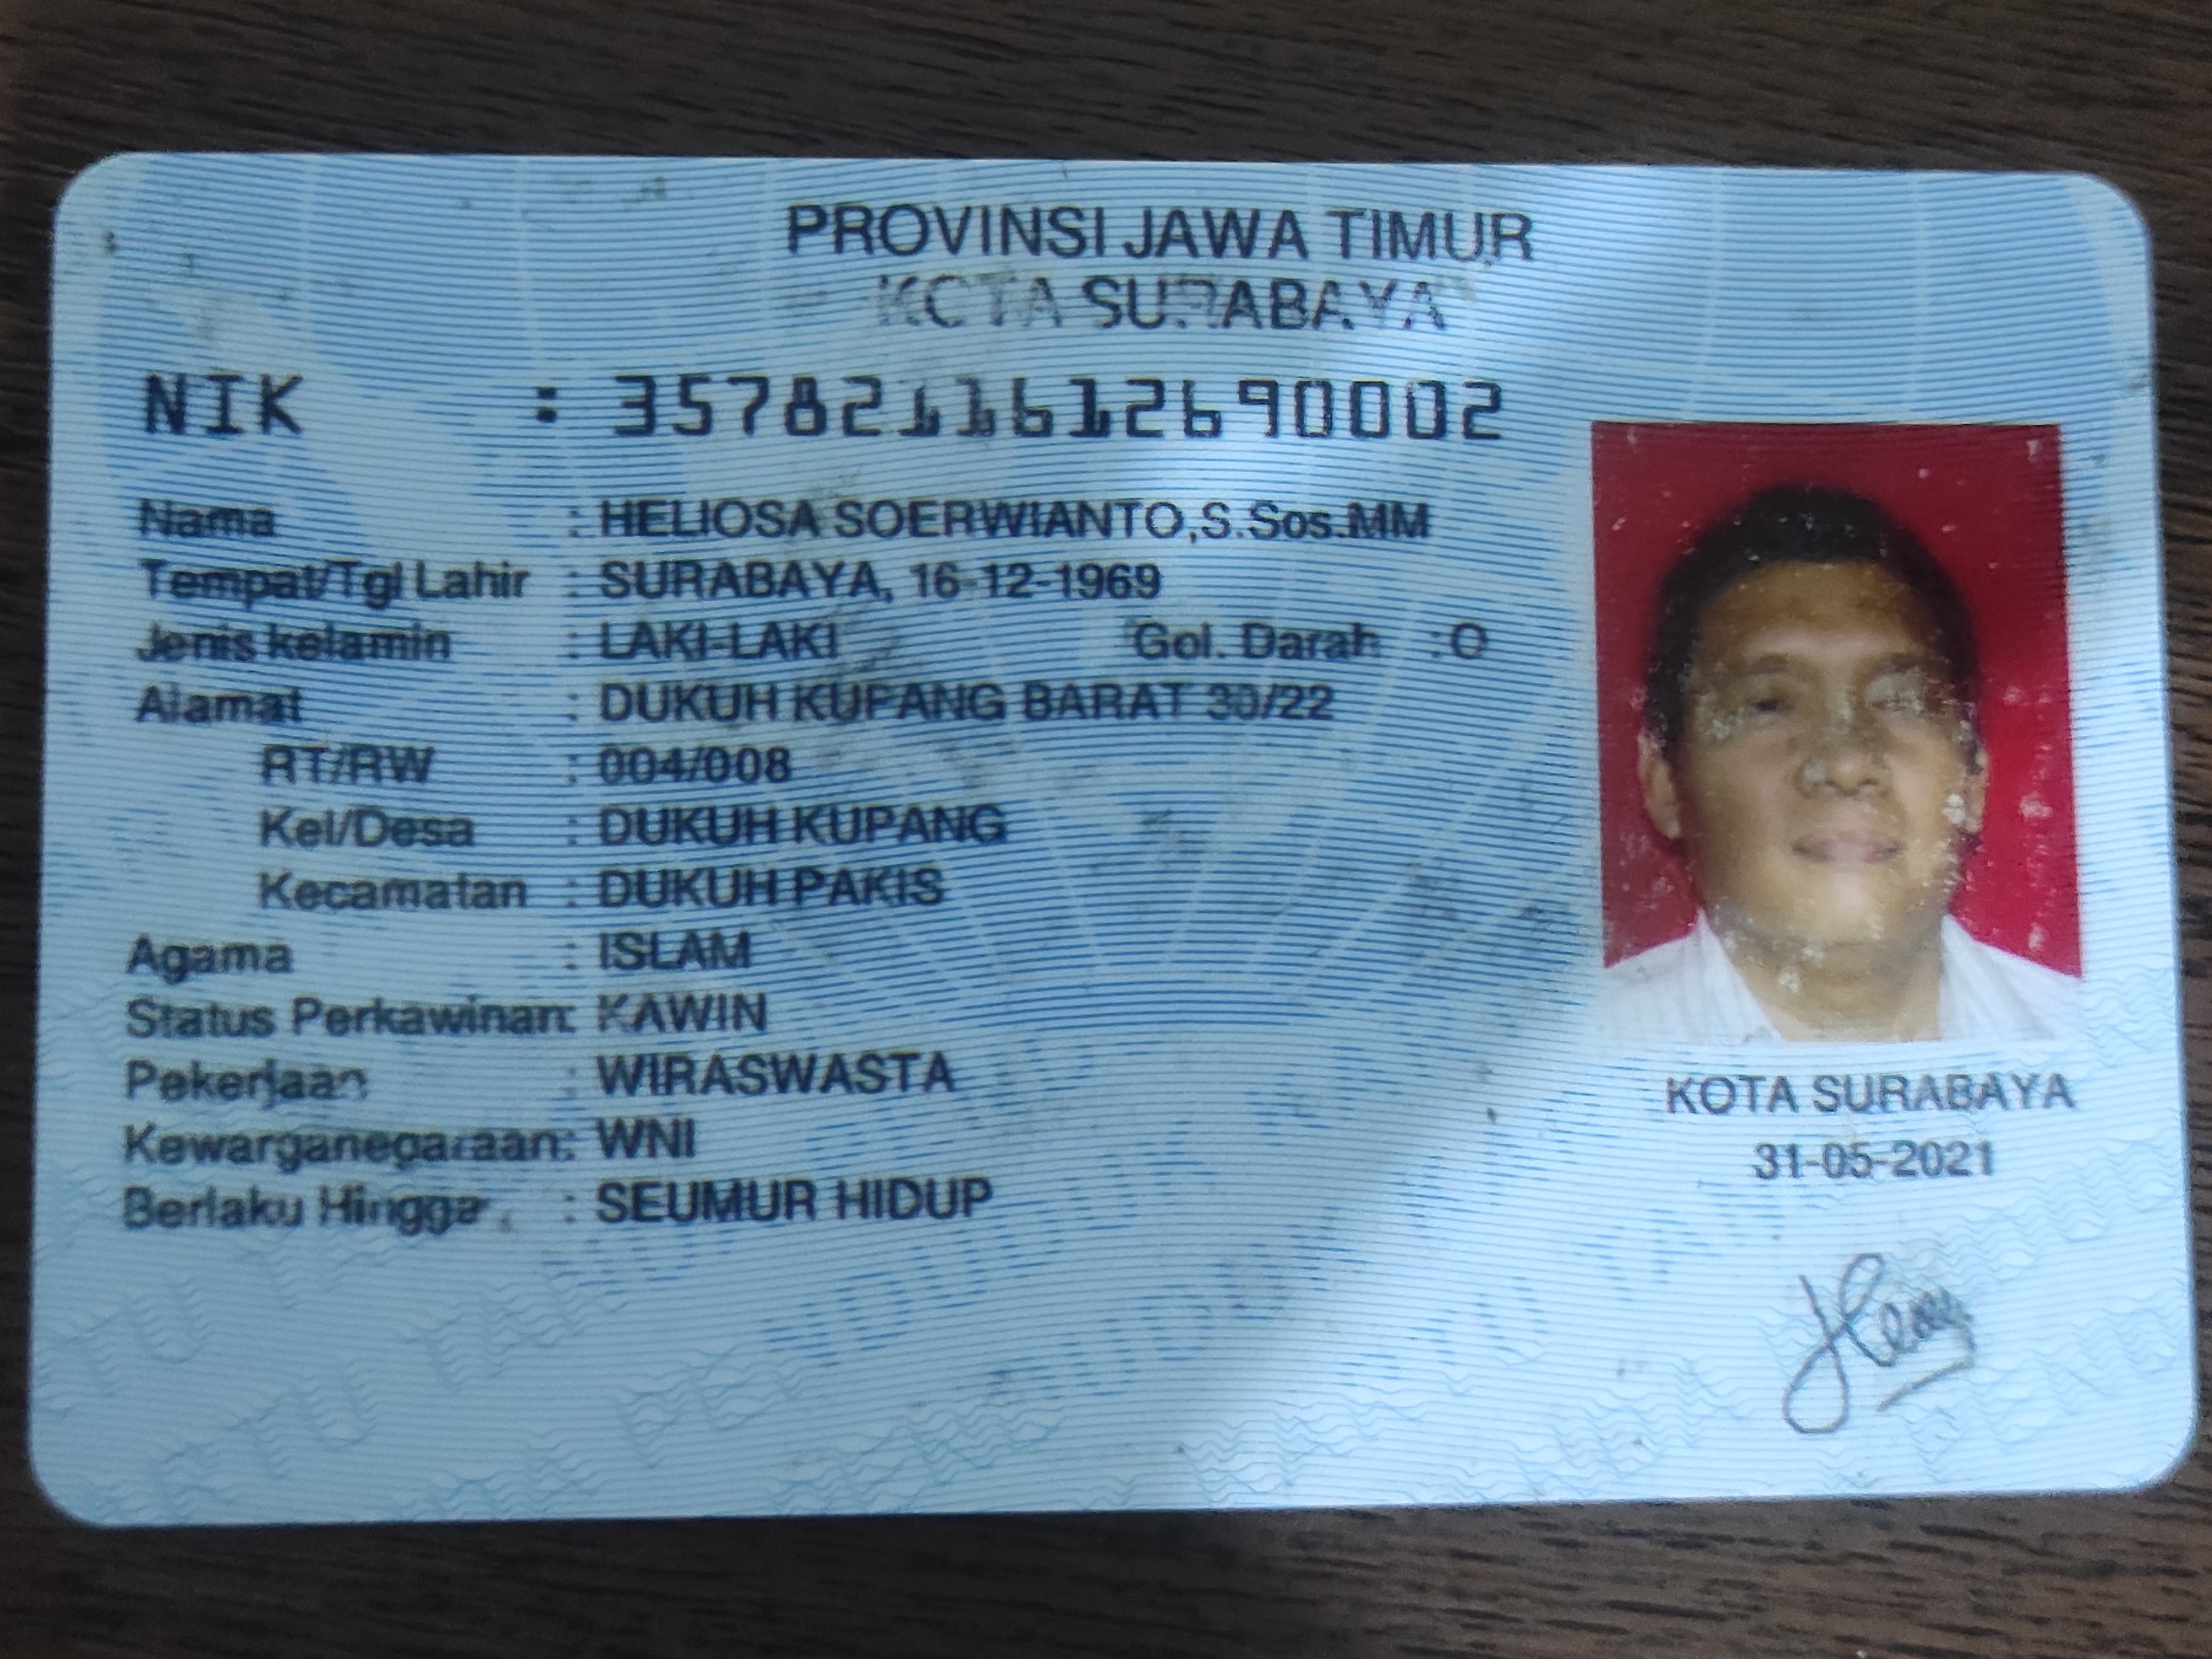 PROVINSI JAWA TIMUR
KOTA SURABAYA
NIK : 3578211612690002
Nama : HELIOSA SOERWIANTO,S.Sos.MM
Tempat/Tgl Lahir : SURABAYA, 16-12-1969
Jenis kelamin : LAKI-LAKI Gol. Darah : O
Alamat : DUKUH KUPANG BARAT 30/22
RT/RW : 004/008
Kel/Desa : DUKUH KUPANG
Kecamatan : DUKUH PAKIS
Agama : ISLAM
Status Perkawinan: KAWIN
Pekerjaan : WIRASWASTA
Kewarganegaraan: WNI
Berlaku Hingga : SEUMUR HIDUP
KOTA SURABAYA
31-05-2021